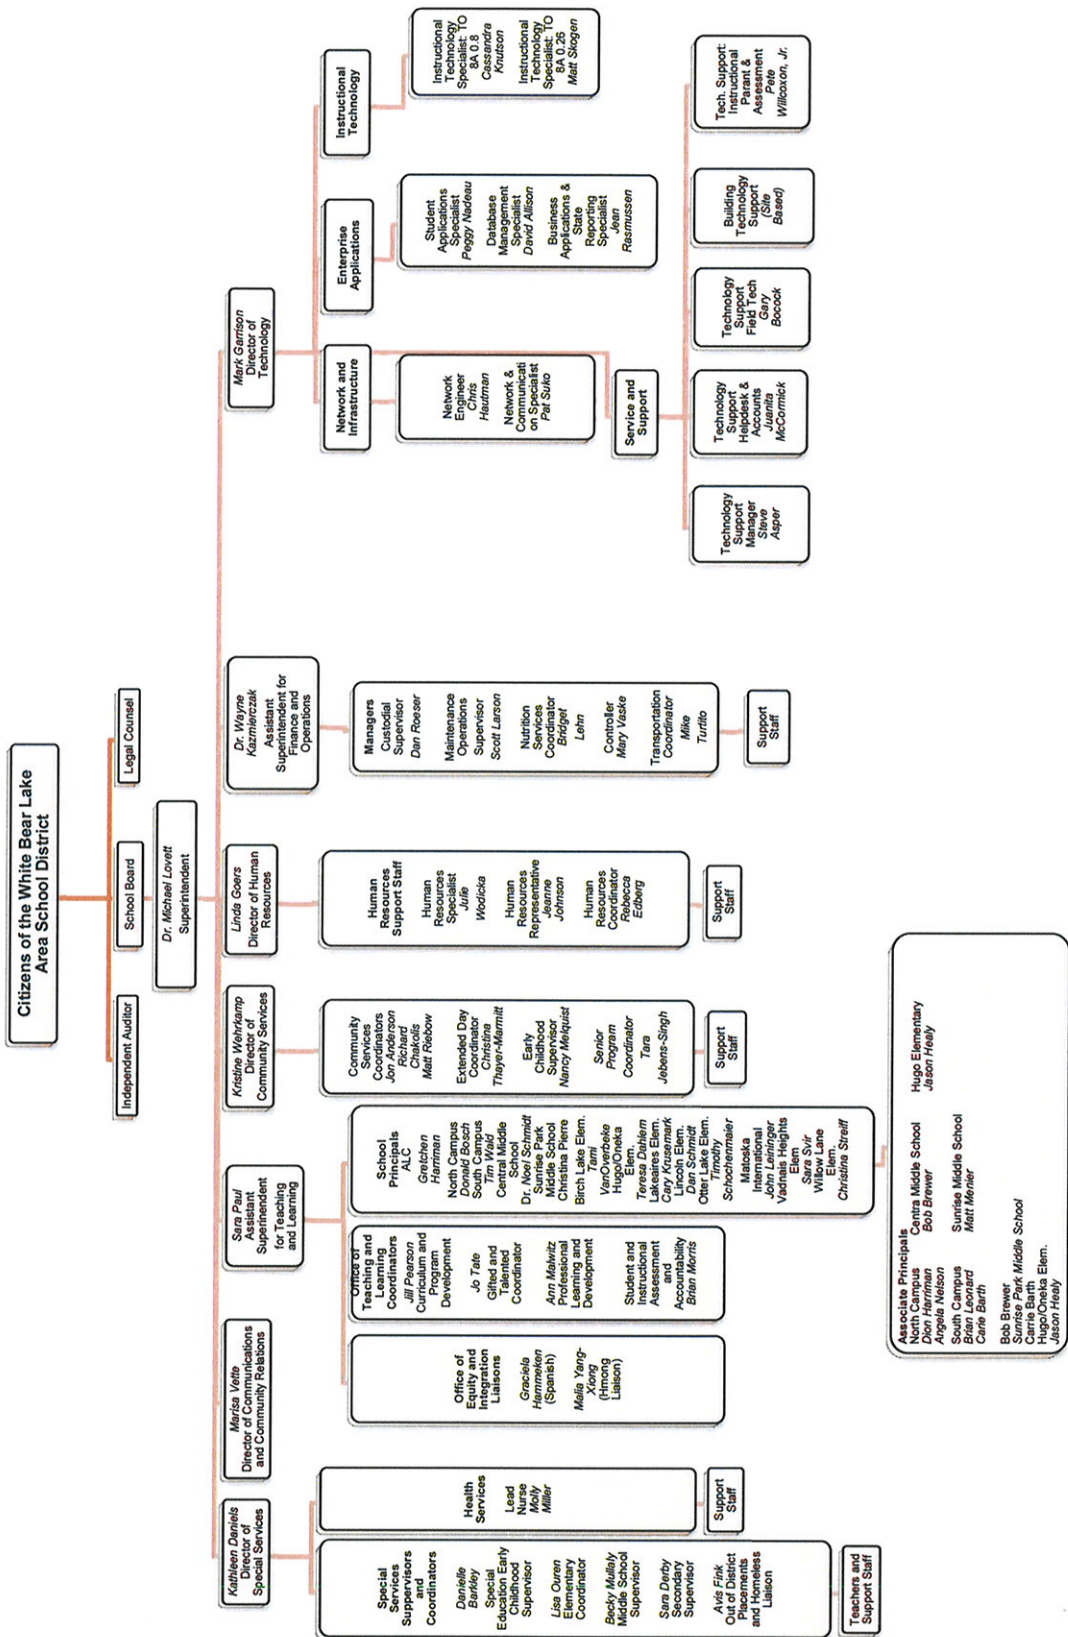 Citizens of the White Bear Lake
Area School District
Independent Auditor
School Board
Legal Counsel
Dr. Michael Lovett
Superintendent
Kathleen Daniels
Director of
Special Services
Marisa Vette
Director of Communications
and Community Relations
Sara Paul
Assistant
Superinendent
for Teaching
and Learning
Kristine Wehrkamp
Director of
Community Services
Linda Goers
Director of Human
Resources
Dr. Wayne
Kazmierczak
Assistant
Superintendent for
Finance and
Operations
Mark Garrison
Director of
Technology
Special
Services
Suppervisors
and
Coordinators
Danielle
Barkley
Special
Education Early
Childhood
Supervisor
Lisa Ouren
Elementary
Coordinator
Becky Mullaly
Middle School
Supervisor
Sara Derby
Secondary
Supervisor
Avis Fink
Out of District
Placements
and Homeless
Liaison
Teachers and
Support Staff
Health
Services
Lead
Nurse
Molly
Miller
Support
Staff
Office of
Equity and
Integration
Liaisons
Graciela
Hammeken
(Spanish)
Malia Yang-
Xiong
(Hmong
Liaison)
Office of
Teaching and
Learning
Coordinators
Jill Pearson
Curriculum and
Program
Development
Jo Tate
Gifted and
Talented
Coordinator
Ann Malwitz
Professional
Learning and
Development
Student and
Instructional
Assessment
and
Accountability
Brian Morris
School
Principals
ALC
Gretchen
Harriman
North Campus
Donald Bosch
South Campus
Tim Wald
Central Middle
School
Dr. Noel Schmidt
Sunrise Park
Middle School
Christina Pierre
Birch Lake Elem.
Tami
VanOverbeke
Hugo/Oneka
Elem.
Teresa Dahlem
Lakeaires Elem.
Cary Krusemark
Lincoln Elem.
Dan Schmidt
Otter Lake Elem.
Timothy
Schochenmaier
Matoska
International
John Leininger
Vadnais Heights
Elem
Sara Svir
Willow Lane
Elem.
Christina Streiff
Associate Principals
North Campus
Dion Harriman
Angela Nelson
South Campus
Brian Leonard
Carie Barth
Bob Brewer
Sunrise Park Middle School
Carrie Barth
Hugo/Oneka Elem.
Jason Healy
Centra Middle School
Bob Brewer
Sunrise Middle School
Matt Menier
Hugo Elementary
Jason Healy
Community
Services
Coordinators
Jon Anderson
Richard
Chakolis
Matt Riebow
Extended Day
Coordinator
Christina
Thayer-Marmitt
Early
Childhood
Supervisor
Nancy Melquist
Senior
Program
Coordinator
Tara
Jebens-Singh
Support
Staff
Human
Resources
Support Staff
Human
Resources
Specialist
Julie
Wodicka
Human
Resources
Representative
Jeanne
Johnson
Human
Resources
Coordinator
Rebecca
Edberg
Support
Staff
Managers
Custodial
Supervisor
Dan Roeser
Maintenance
Operations
Supervisor
Scott Larson
Nutrition
Services
Coordinator
Bridget
Lehn
Controller
Mary Vaske
Transportation
Coordinator
Mike
Turtito
Support
Staff
Network and
Infrastructure
Network
Engineer
Chris
Hautman
Network &
Communicati
on Specialist
Pat Suko
Enterprise
Applications
Student
Applications
Specialist
Peggy Nadeau
Database
Management
Specialist
David Allison
Business
Applications &
State
Reporting
Specialist
Jean
Rasmussen
Instructional
Technology
Instructional
Technology
Specialist: TO
8A 0.8
Cassandra
Knutson
Instructional
Technology
Specialist: TO
8A 0.26
Matt Skogen
Service and
Support
Technology
Support
Manager
Steve
Asper
Technology
Support
Helpdesk &
Accounts
Juanita
McCormick
Technology
Support
Field Tech
Gary
Bocock
Building
Technology
Support
(Site
Based)
Tech. Support:
Instructional
Parant &
Assessment
Pete
Willcoxon, Jr.